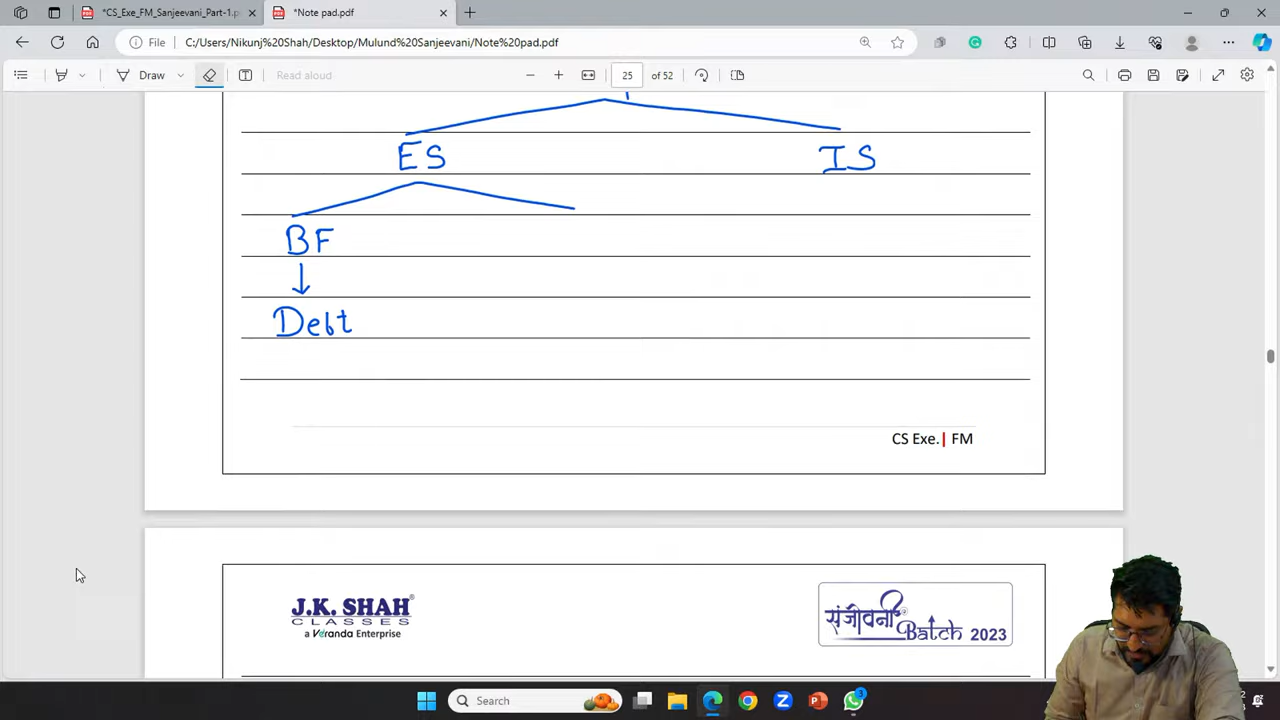 *CS_Exe_FM_Sanjeevani_Part-1.p
*Note pad.pdf
File
C:/Users/Nikunj%20Shah/Desktop/Mulund%20Sanjeevani/Note%20pad.pdf
Draw
Read aloud
25 of 52
ES
IS
BF
Debt
CS Exe.| FM
J.K. SHAH®
CLASSES
a Veranda Enterprise
संजीवनी
Batch 2023
Search
3